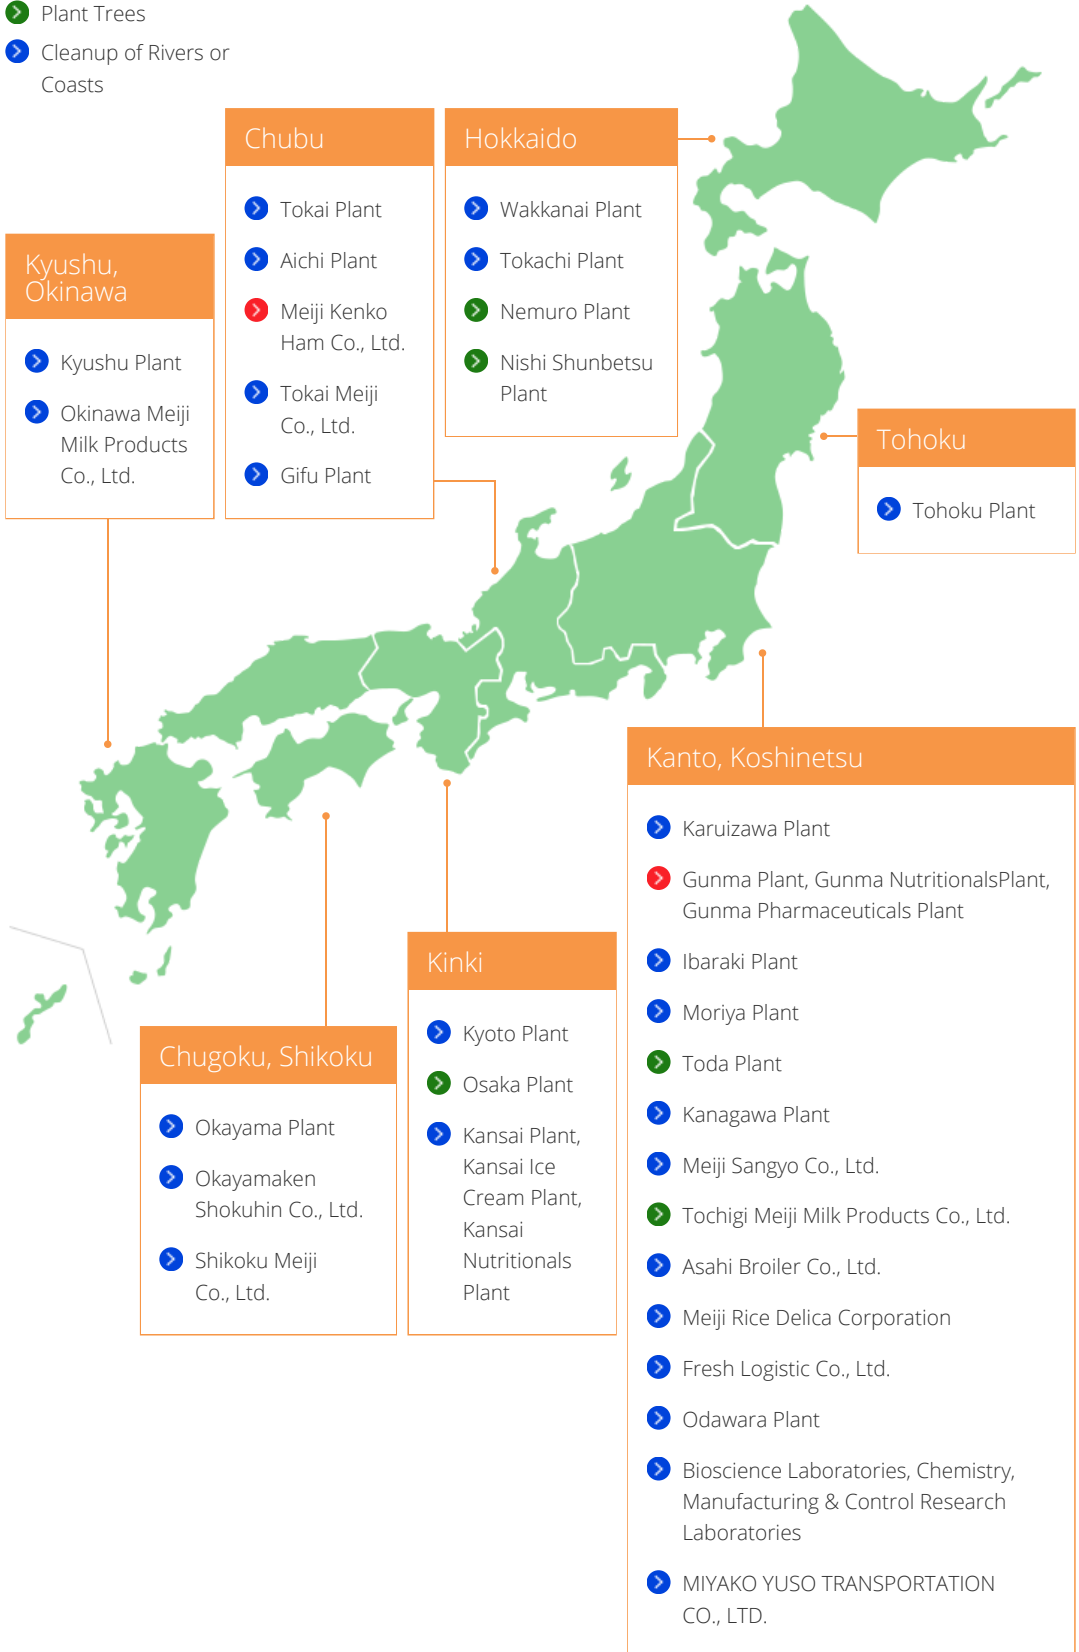 Plant Trees
Cleanup of Rivers or
Coasts
Chubu
Tokai Plant
Aichi Plant
Meiji Kenko
Ham Co., Ltd.
Tokai Meiji
Co., Ltd.
Gifu Plant
Hokkaido
Wakkanai Plant
Tokachi Plant
Nemuro Plant
Nishi Shunbetsu
Plant
Kyushu,
Okinawa
Kyushu Plant
Okinawa Meiji
Milk Products
Co., Ltd.
Tohoku
Tohoku Plant
Kanto, Koshinetsu
Karuizawa Plant
Gunma Plant, Gunma NutritionalsPlant,
Gunma Pharmaceuticals Plant
Ibaraki Plant
Moriya Plant
Toda Plant
Kanagawa Plant
Meiji Sangyo Co., Ltd.
Tochigi Meiji Milk Products Co., Ltd.
Asahi Broiler Co., Ltd.
Meiji Rice Delica Corporation
Fresh Logistic Co., Ltd.
Odawara Plant
Bioscience Laboratories, Chemistry,
Manufacturing & Control Research
Laboratories
MIYAKO YUSO TRANSPORTATION
CO., LTD.
Kinki
Kyoto Plant
Osaka Plant
Kansai Plant,
Kansai Ice
Cream Plant,
Kansai
Nutritionals
Plant
Chugoku, Shikoku
Okayama Plant
Okayamaken
Shokuhin Co., Ltd.
Shikoku Meiji
Co., Ltd.